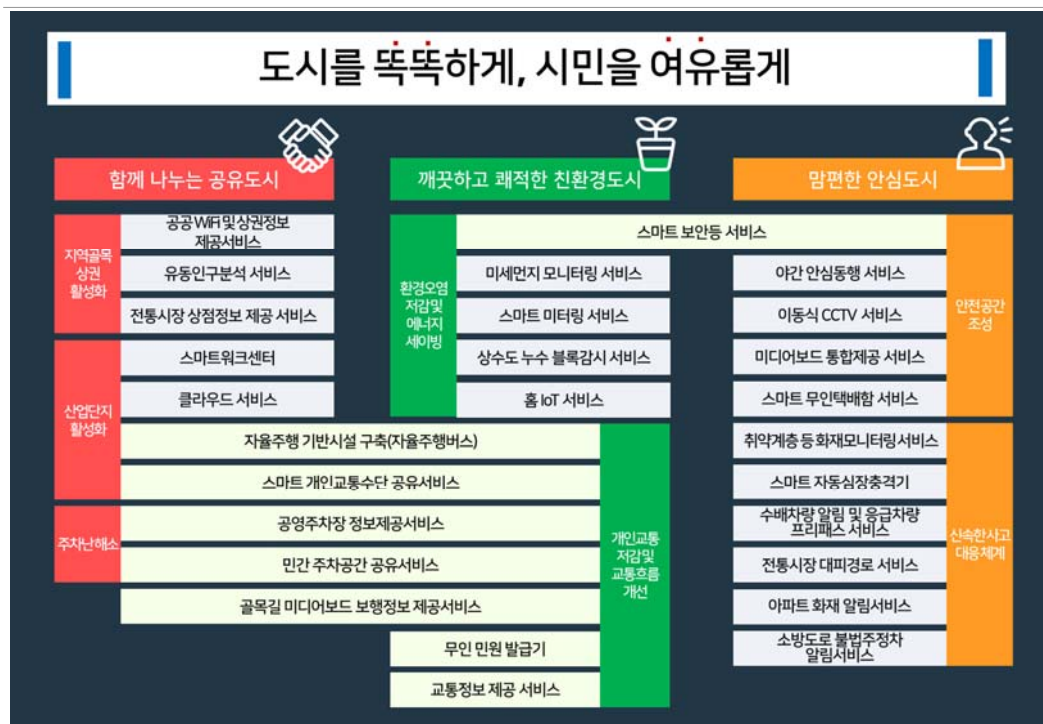 도시를 똑똑하게, 시민을 여유롭게
함께 나누는 공유도시
깨끗하고 쾌적한 친환경도시
맘편한 안심도시
지역골목
상권
활성화
공공 WiFi 및 상권정보
제공서비스
유동인구분석 서비스
전통시장 상점정보 제공 서비스
산업단지
활성화
스마트워크센터
클라우드 서비스
자율주행 기반시설 구축(자율주행버스)
스마트 개인교통수단 공유서비스
주차난해소
공영주차장 정보제공서비스
민간 주차공간 공유서비스
골목길 미디어보드 보행정보 제공서비스
무인 민원 발급기
교통정보 제공 서비스
환경오염
저감및
에너지
세이빙
스마트 보안등 서비스
미세먼지 모니터링 서비스
스마트 미터링 서비스
상수도 누수 블록감시 서비스
홈 IoT 서비스
개인교통
저감및
교통흐름
개선
야간 안심동행 서비스
이동식 CCTV 서비스
미디어보드 통합제공 서비스
스마트 무인택배함 서비스
안전공간
조성
취약계층 등 화재모니터링서비스
스마트 자동심장충격기
수배차량 알림 및 응급차량
프리패스 서비스
전통시장 대피경로 서비스
아파트 화재 알림서비스
소방도로 불법주정차
알림서비스
신속한사고
대응체계